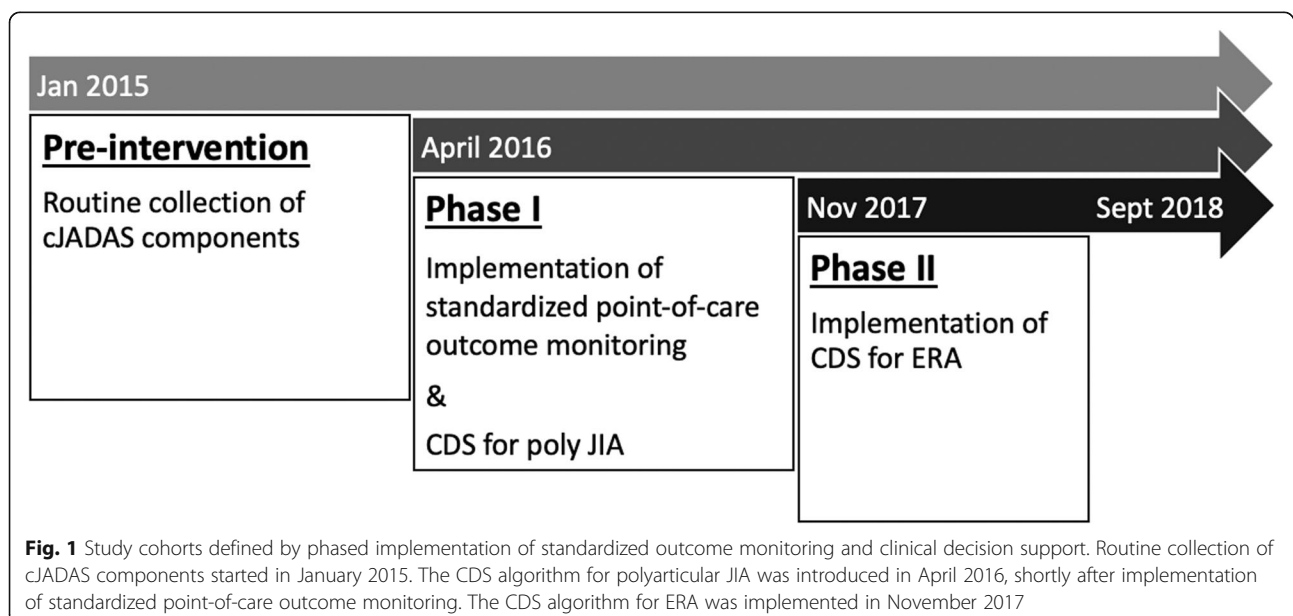 Jan 2015
Pre-intervention
Routine collection of
cJADAS components
April 2016
Phase I
Implementation of
standardized point-of-care
outcome monitoring
&
CDS for poly JIA
Nov 2017 Sept 2018
Phase II
Implementation of
CDS for ERA
Fig. 1 Study cohorts defined by phased implementation of standardized outcome monitoring and clinical decision support. Routine collection of
cJADAS components started in January 2015. The CDS algorithm for polyarticular JIA was introduced in April 2016, shortly after implementation
of standardized point-of-care outcome monitoring. The CDS algorithm for ERA was implemented in November 2017